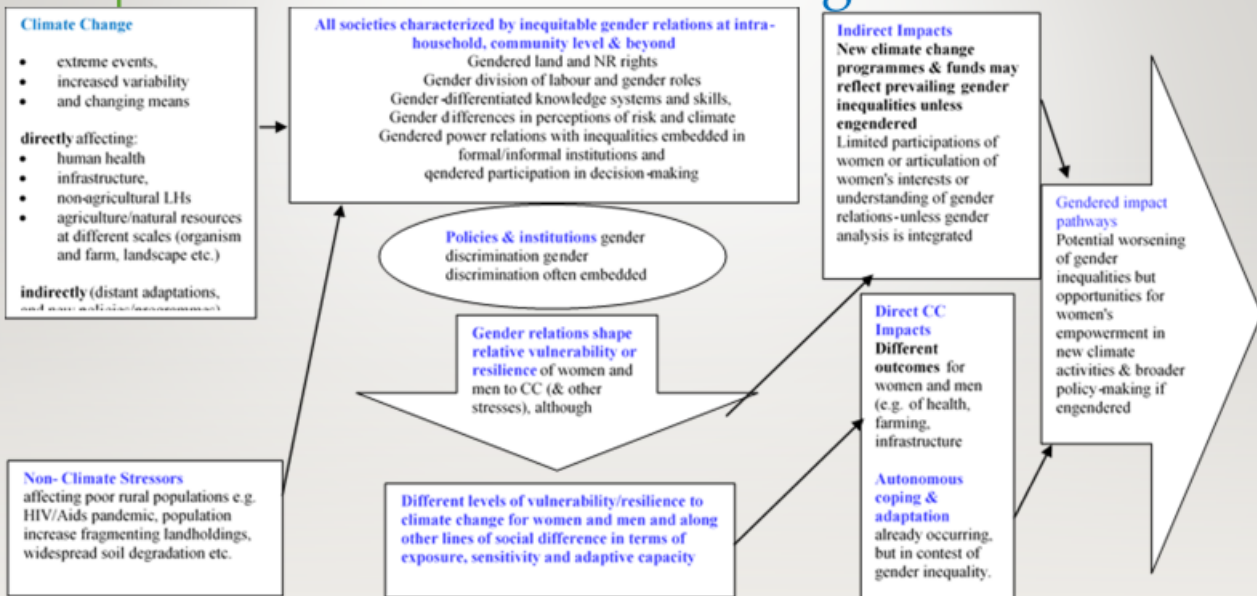 Climate Change
• extreme events,
• increased variability
• and changing means
directly affecting:
• human health
• infrastructure,
• non-agricultural LHs
• agriculture/natural resources
at different scales (organism
and farm, landscape etc.)
indirectly (distant adaptations,
and new policies/programmes)
All societies characterized by inequitable gender relations at intra-
household, community level & beyond
Gendered land and NR rights
Gender division of labour and gender roles
Gender-differentiated knowledge systems and skills,
Gender differences in perceptions of risk and climate
Gendered power relations with inequalities embedded in
formal/informal institutions and
gendered participation in decision-making
Policies & institutions gender
discrimination gender
discrimination often embedded
Gender relations shape
relative vulnerability or
resilience of women and
men to CC (& other
stresses), although
Non- Climate Stressors
affecting poor rural populations e.g.
HIV/Aids pandemic, population
increase fragmenting landholdings,
widespread soil degradation etc.
Different levels of vulnerability/resilience to
climate change for women and men and along
other lines of social difference in terms of
exposure, sensitivity and adaptive capacity
Indirect Impacts
New climate change
programmes & funds may
reflect prevailing gender
inequalities unless
engendered
Limited participations of
women or articulation of
women's interests or
understanding of gender
relations-unless gender
analysis is integrated
Direct CC
Impacts
Different
outcomes for
women and men
(e.g. of health,
farming,
infrastructure
Autonomous
coping &
adaptation
already occurring,
but in contest of
gender inequality.
Gendered impact
pathways
Potential worsening
of gender
inequalities but
opportunities for
women's
empowerment in
new climate
activities & broader
policy-making if
engendered